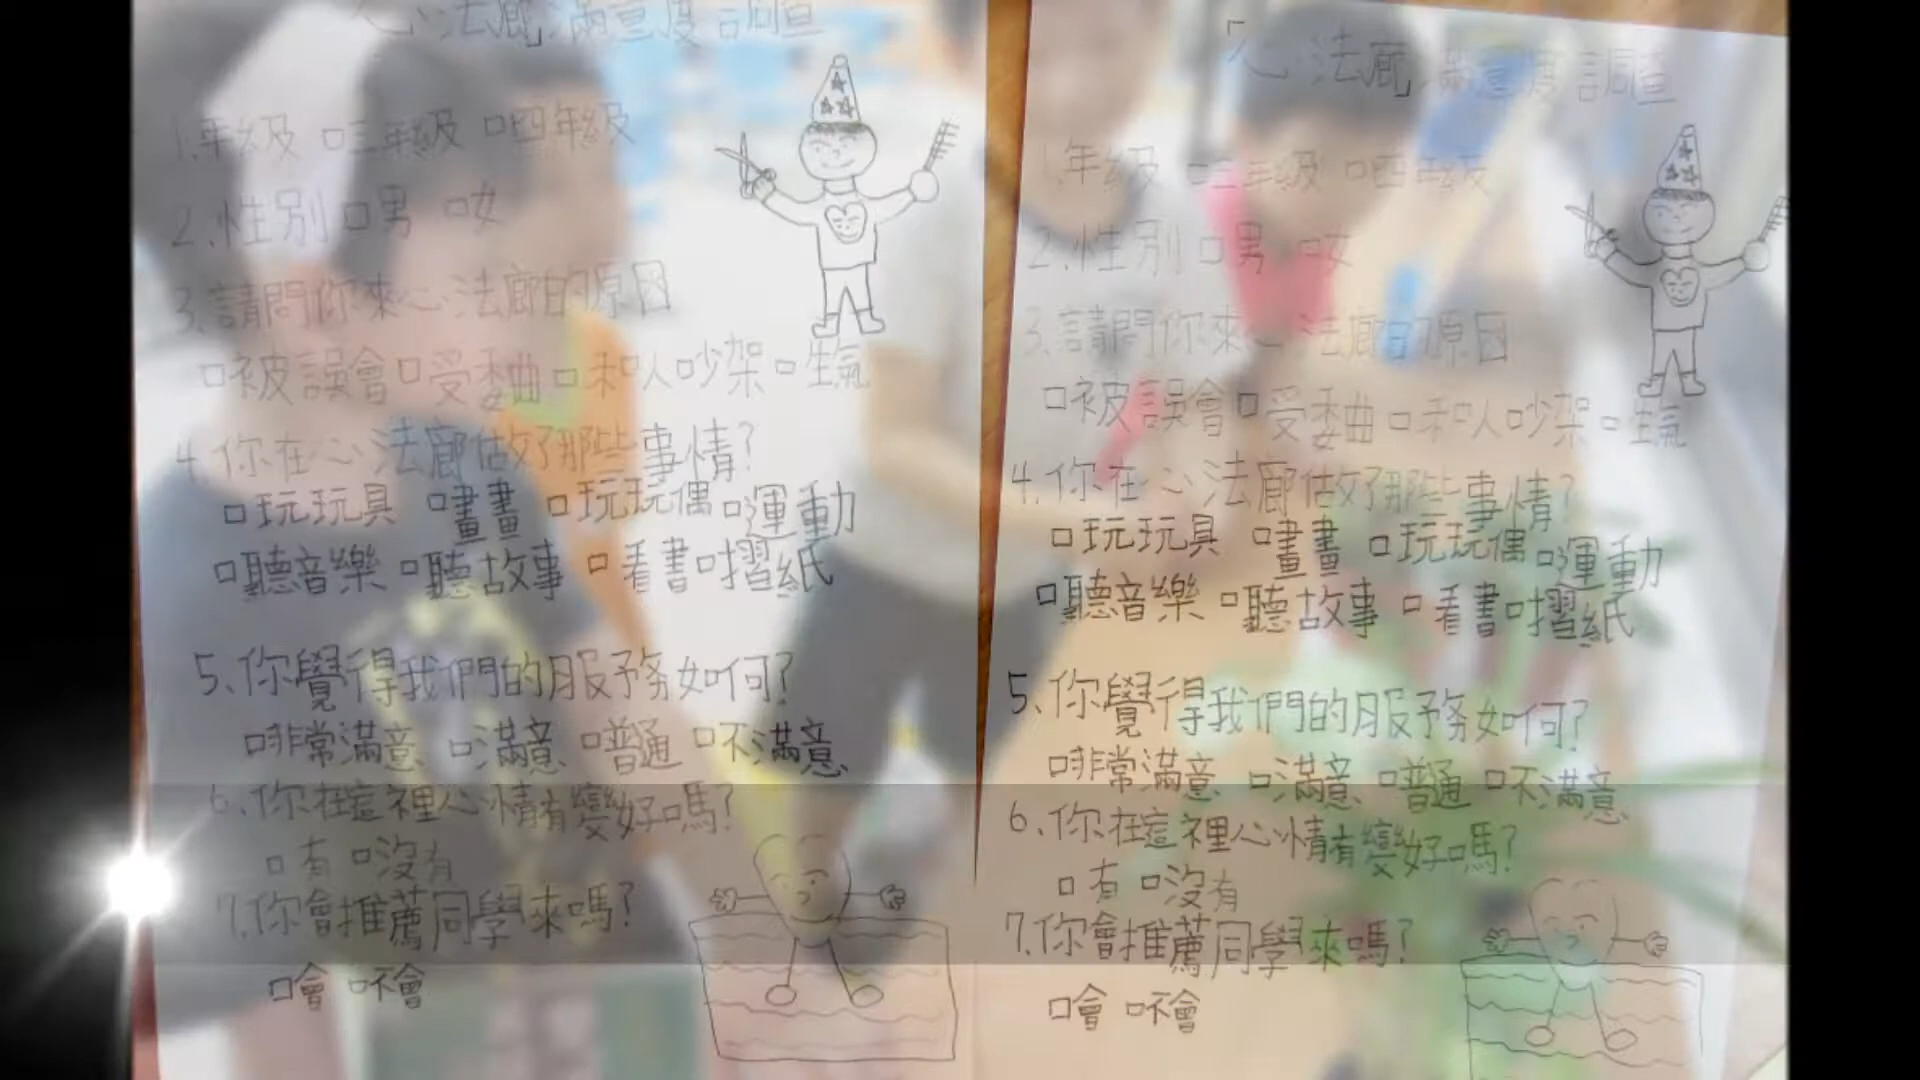 「心法廊」滿意度調查
1.年級 □三年級 □四年級
2.性別 □男 □女
3.請問你來心法廊的原因
□被誤會 □受委曲 □和人吵架 □生氣
4.你在心法廊做了那些事情?
□玩玩具 □畫畫 □玩玩偶 □運動
□聽音樂 □聽故事 □看書 □摺紙
5.你覺得我們的服務如何?
□非常滿意 □滿意 □普通 □不滿意
6.你在這裡心情有變好嗎?
□有 □沒有
7.你會推薦同學來嗎?
□會 □不會
「心法廊」滿意度調查
1.年級 □三年級 □四年級
2.性別 □男 □女
3.請問你來心法廊的原因
□被誤會 □受委曲 □和人吵架 □生氣
4.你在心法廊做了那些事情?
□玩玩具 □畫畫 □玩玩偶 □運動
□聽音樂 □聽故事 □看書 □摺紙
5.你覺得我們的服務如何?
□非常滿意 □滿意 □普通 □不滿意
6.你在這裡心情有變好嗎?
□有 □沒有
7.你會推薦同學來嗎?
□會 □不會